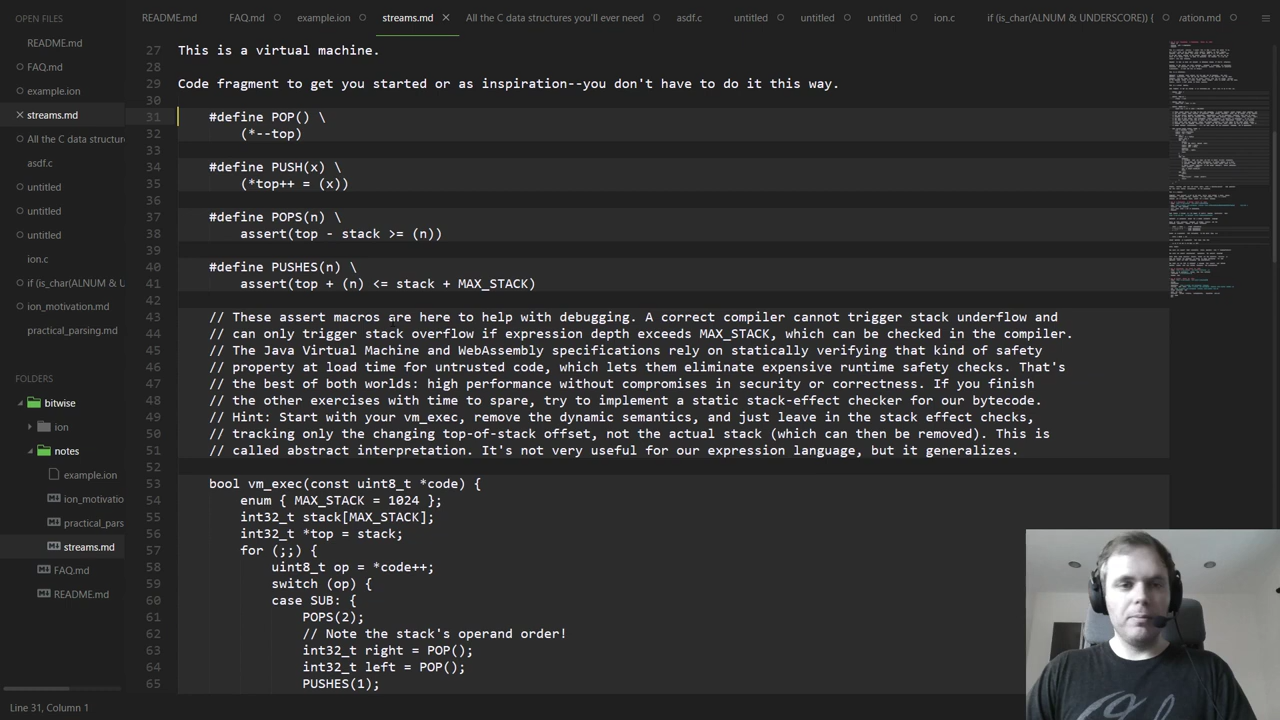 OPEN FILES
README.md
FAQ.md
example.ion
streams.md
All the C data structure
asdf.c
untitled
untitled
untitled
ion.c
if (is_char(ALNUM & U
ion_motivation.md
practical_parsing.md
FOLDERS
bitwise
ion
notes
example.ion
ion_motivatio
practical_pars
streams.md
FAQ.md
README.md
README.md FAQ.md example.ion streams.md All the C data structures you'll ever need asdf.c untitled untitled untitled ion.c if (is_char(ALNUM & UNDERSCORE)) { vation.md
27 This is a virtual machine.
28
29 Code fragment to get you started or for inspiration--you don't have to do it this way.
30
31 #define POP()
32 (*--top)
33
34 #define PUSH(x) \
35 (*top++ = (x))
36
37 #define POPS(n) \
38 assert(top - stack >= (n))
39
40 #define PUSHES(n) \
41 assert(top + (n) <= stack + MAX_STACK)
42
43 // These assert macros are here to help with debugging. A correct compiler cannot trigger stack underflow and
44 // can only trigger stack overflow if expression depth exceeds MAX_STACK, which can be checked in the compiler.
45 // The Java Virtual Machine and WebAssembly specifications rely on statically verifying that kind of safety
46 // property at load time for untrusted code, which lets them eliminate expensive runtime safety checks. That's
47 // the best of both worlds: high performance without compromises in security or correctness. If you finish
48 // the other exercises with time to spare, try to implement a static stack-effect checker for our bytecode.
49 // Hint: Start with your vm_exec, remove the dynamic semantics, and just leave in the stack effect checks
50 // tracking only the changing top-of-stack offset, not the actual stack (which can then be removed). This is
51 // called abstract interpretation. It's not very useful for our expression language, but it generalizes.
52
53 bool vm_exec(const uint8_t *code) {
54 enum { MAX_STACK = 1024 };
55 int32_t stack[MAX_STACK];
56 int32_t *top = stack;
57 for (;;) {
58 uint8_t op = *code++;
59 switch (op) {
60 case SUB: {
61 POPS(2);
62 // Note the stack's operand order!
63 int32_t right = POP();
64 int32_t left = POP();
65 PUSHES(1);
Line 31, Column 1